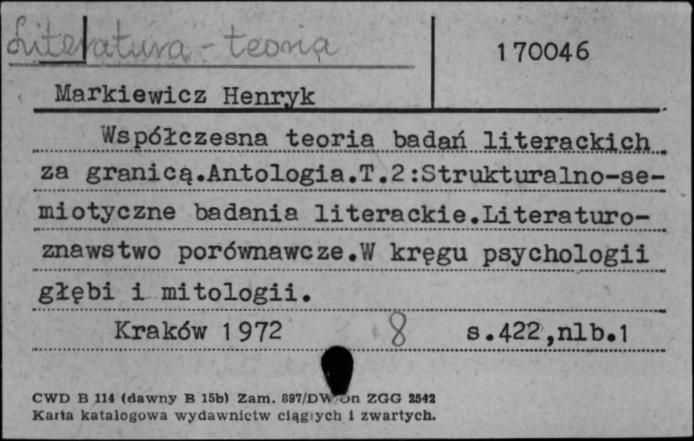 Literatura - teoria
170046
Markiewicz Henryk
Współczesna teoria badań literackich
za granicą.Antologia.T.2:Strukturalno-se-
miotyczne badania literackie.Literaturo-
znawstwo porównawcze.W kręgu psychologii
głębi i mitologii.
Kraków 1972 8 s.422,nlb.1
CWD B 114 (dawny B 15b) Zam. 897/DW/Dn ZGG 2542
Karta katalogowa wydawnictw ciągłych i zwartych.